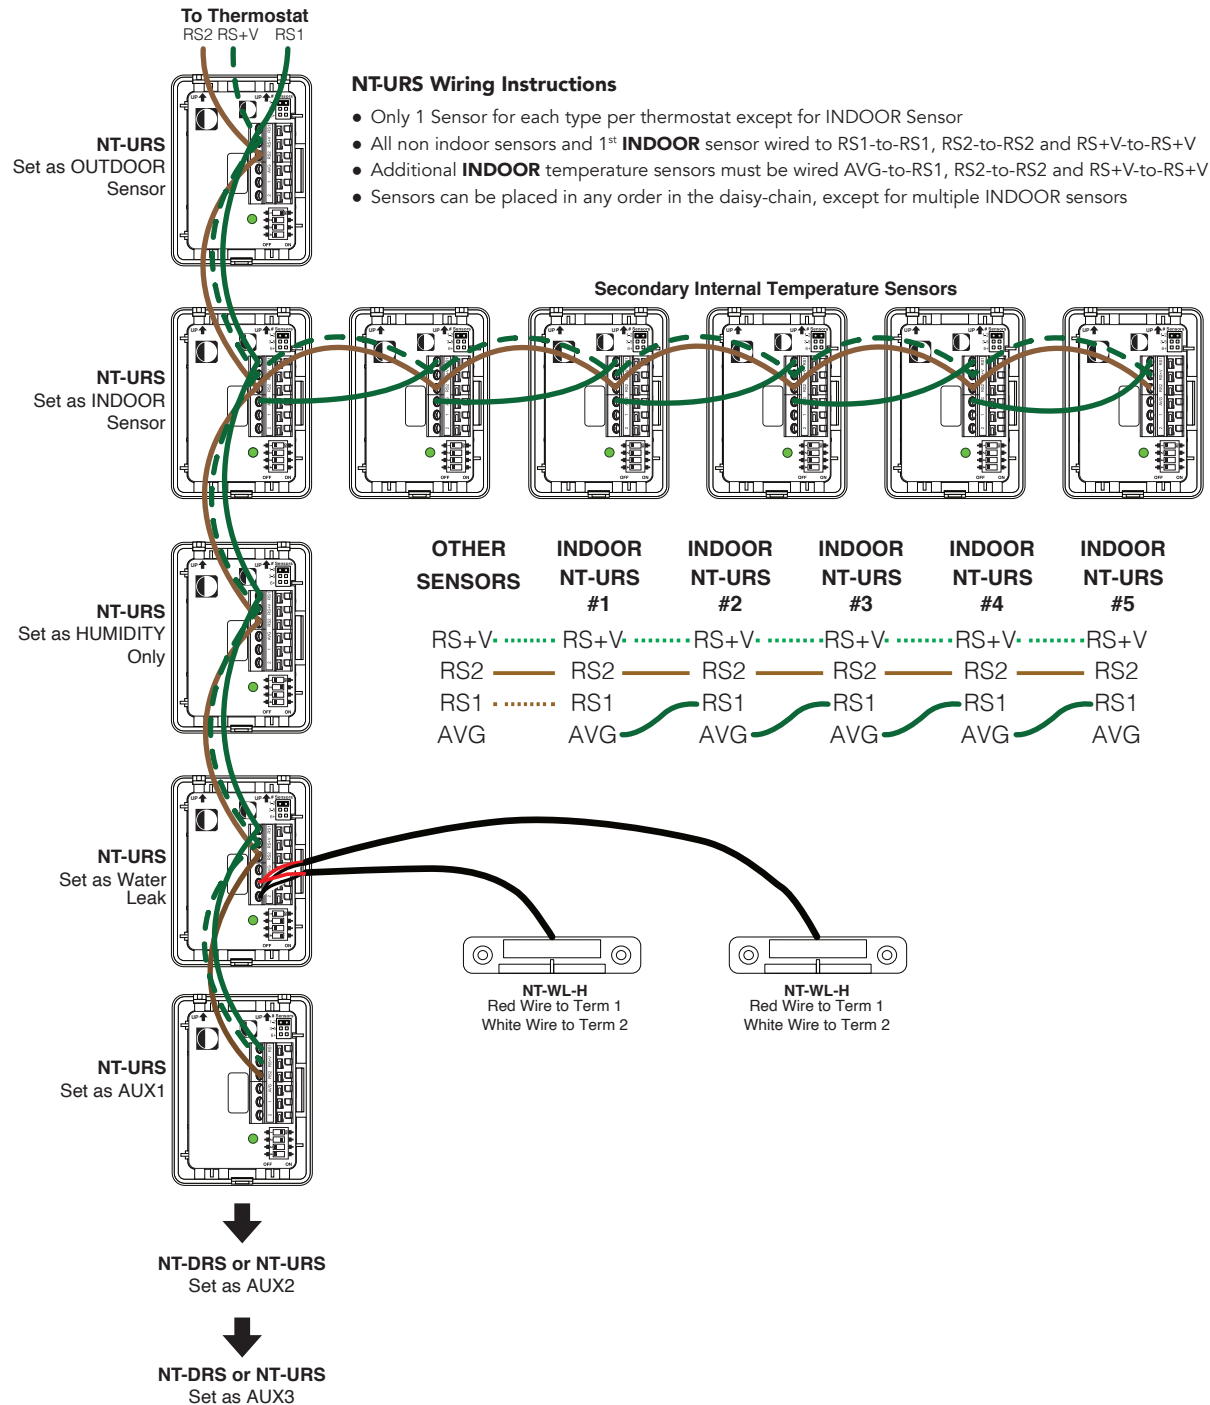 To Thermostat
RS2 RS+V RS1
NT-URS Wiring Instructions
● Only 1 Sensor for each type per thermostat except for INDOOR Sensor
● All non indoor sensors and 1st INDOOR sensor wired to RS1-to-RS1, RS2-to-RS2 and RS+V-to-RS+V
● Additional INDOOR temperature sensors must be wired AVG-to-RS1, RS2-to-RS2 and RS+V-to-RS+V
● Sensors can be placed in any order in the daisy-chain, except for multiple INDOOR sensors
NT-URS
Set as OUTDOOR
Sensor
Secondary Internal Temperature Sensors
NT-URS
Set as INDOOR
Sensor
NT-URS
Set as HUMIDITY
Only
OTHER INDOOR INDOOR INDOOR INDOOR INDOOR
SENSORS NT-URS NT-URS NT-URS NT-URS NT-URS
#1 #2 #3 #4 #5
RS+V RS+V RS+V RS+V RS+V RS+V
RS2 RS2 RS2 RS2 RS2 RS2
RS1 RS1 RS1 RS1 RS1 RS1
AVG AVG AVG AVG AVG AVG
NT-URS
Set as Water
Leak
NT-WL-H
Red Wire to Term 1
White Wire to Term 2
NT-WL-H
Red Wire to Term 1
White Wire to Term 2
NT-URS
Set as AUX1
NT-DRS or NT-URS
Set as AUX2
NT-DRS or NT-URS
Set as AUX3
UP UP # Sensors
OFF ON